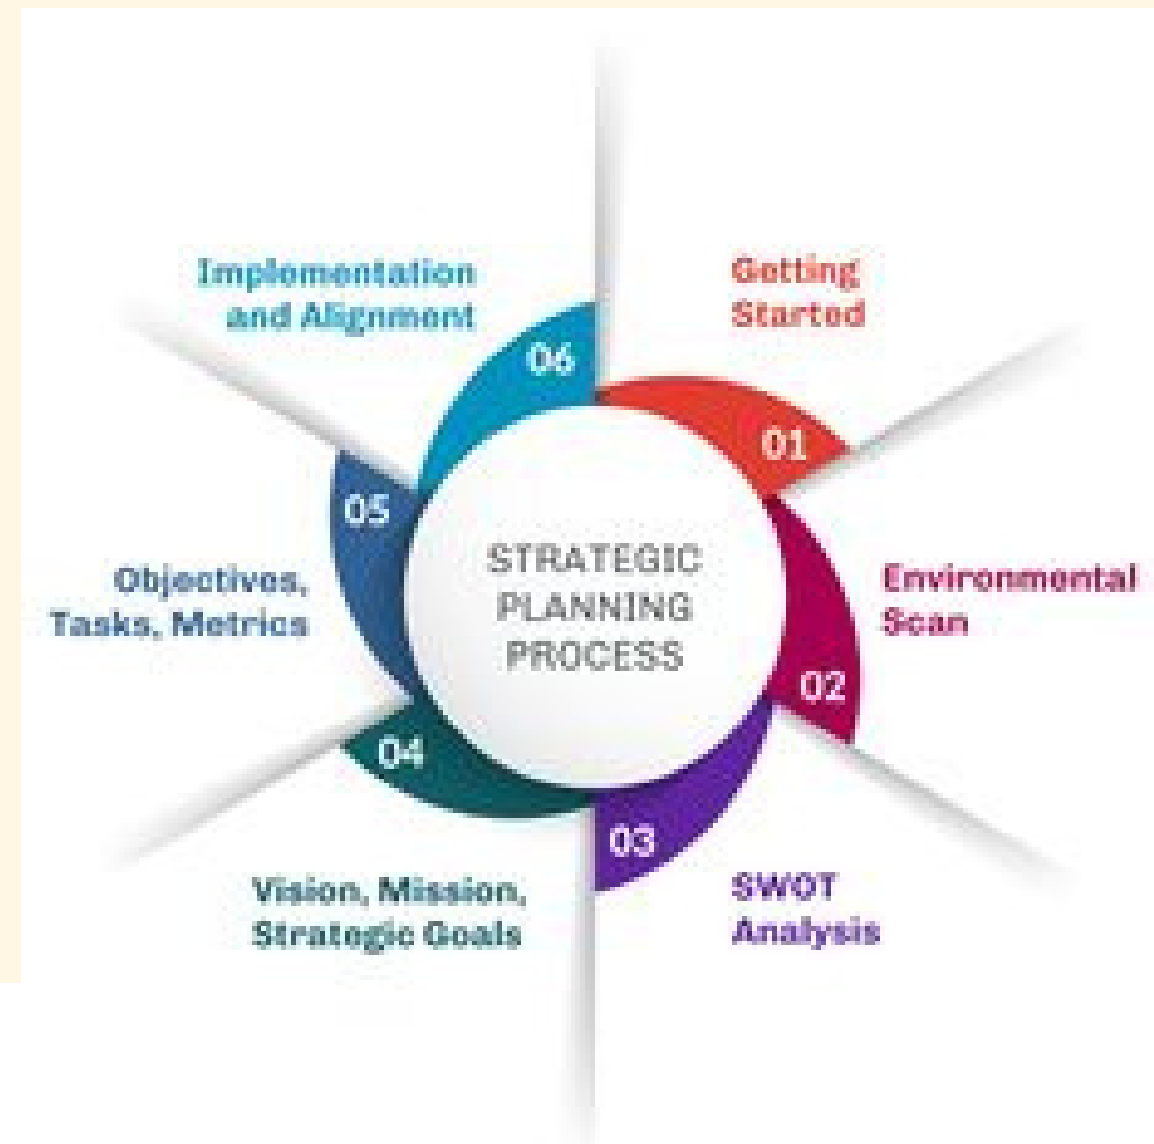 STRATEGIC
PLANNING
PROCESS
01
Getting
Started
02
Environmental
Scan
03
SWOT
Analysis
04
Vision, Mission,
Strategic Goals
05
Objectives,
Tasks, Metrics
06
Implementation
and Alignment